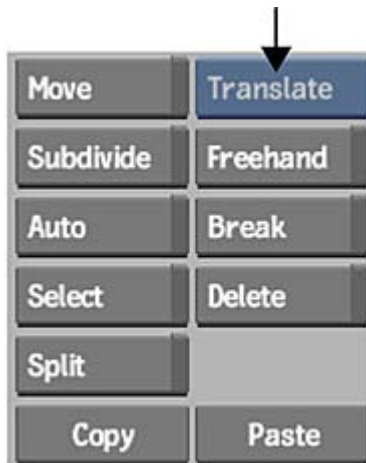 Move Translate
Subdivide Freehand
Auto Break
Select Delete
Split
Copy Paste